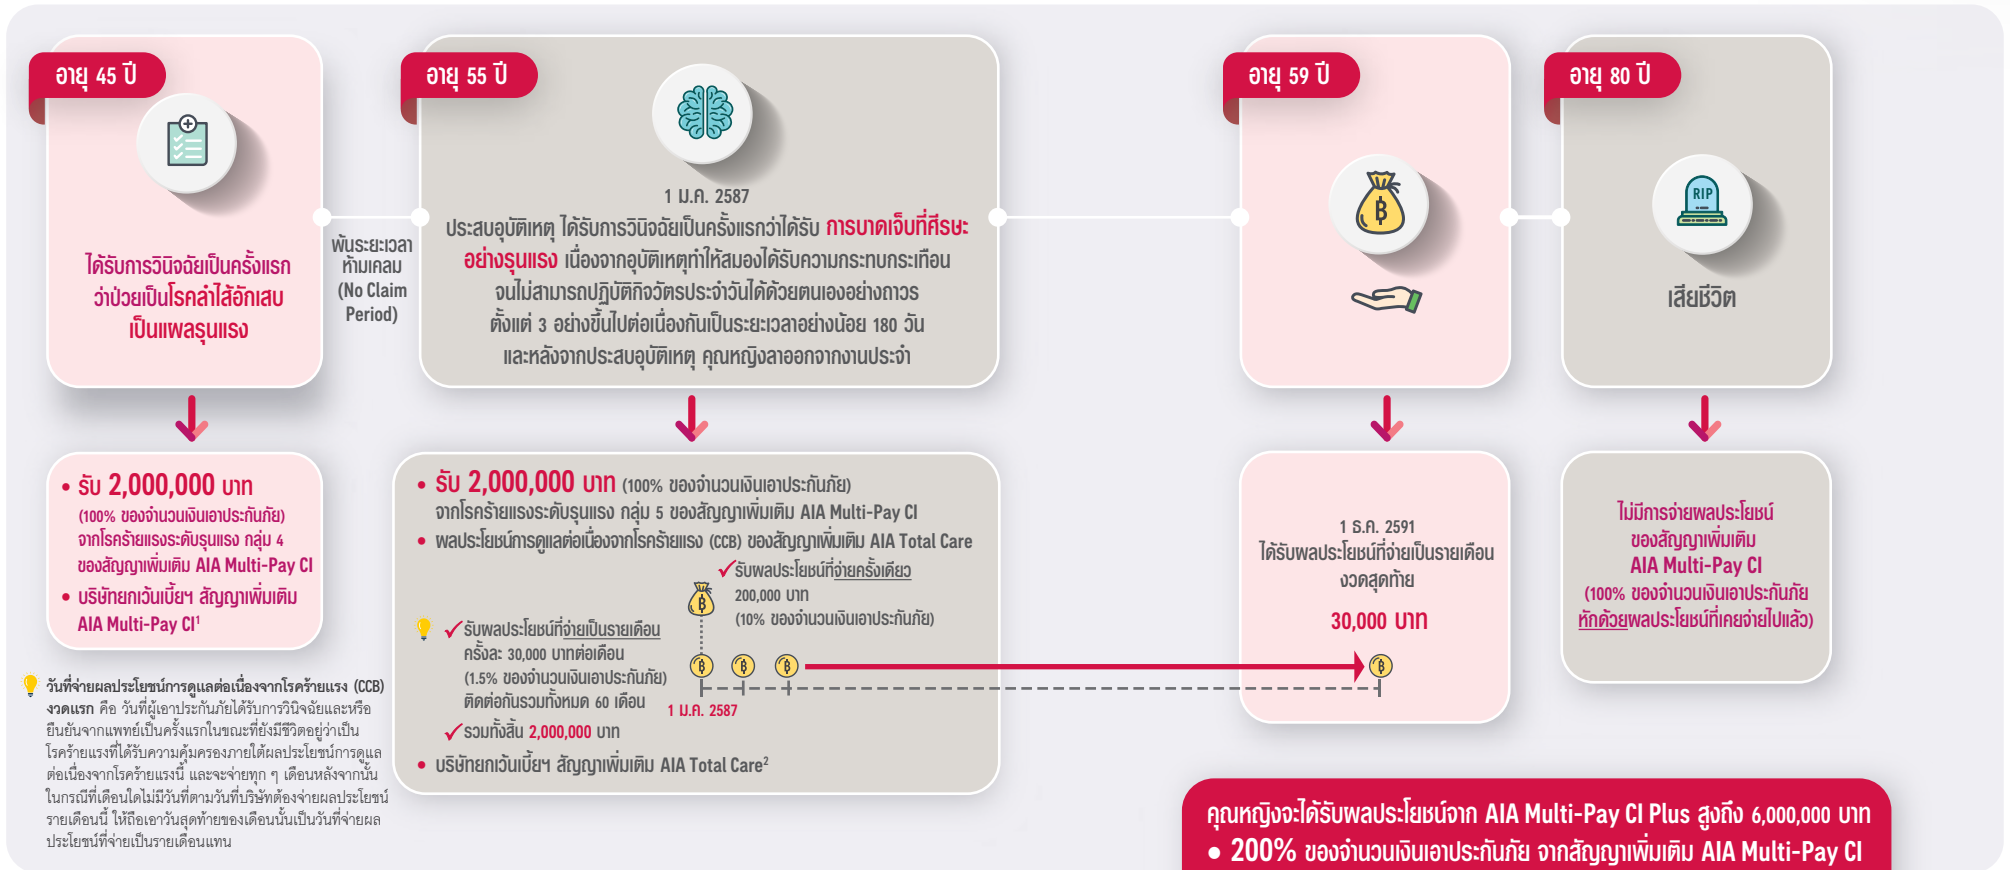 อายุ 45 ปี
ได้รับการวินิจฉัยเป็นครั้งแรก
ว่าป่วยเป็นโรคลำไส้อักเสบ
เป็นแผลรุนแรง
พ้นระยะเวลา
ห้ามเคลม
(No Claim
Period)
อายุ 55 ปี
1 ม.ค. 2587
ประสบอุบัติเหตุ ได้รับการวินิจฉัยเป็นครั้งแรกว่าได้รับ การบาดเจ็บที่ศีรษะ
อย่างรุนแรง เนื่องจากอุบัติเหตุทำให้สมองได้รับความกระทบกระเทือน
จนไม่สามารถปฏิบัติกิจวัตรประจำวันได้ด้วยตนเองอย่างถาวร
ตั้งแต่ 3 อย่างขึ้นไปต่อเนื่องกันเป็นระยะเวลาอย่างน้อย 180 วัน
และหลังจากประสบอุบัติเหตุ คุณหญิงลาออกจากงานประจำ
อายุ 59 ปี
฿
อายุ 80 ปี
RIP
เสียชีวิต
• รับ 2,000,000 บาท
(100% ของจำนวนเงินเอาประกันภัย)
จากโรคร้ายแรงระดับรุนแรง กลุ่ม 4
ของสัญญาเพิ่มเติม AIA Multi-Pay CI
• บริษัทยกเว้นเบี้ยฯ สัญญาเพิ่มเติม
AIA Multi-Pay CI¹
วันที่จ่ายผลประโยชน์การดูแลต่อเนื่องจากโรคร้ายแรง (CCB)
งวดแรก คือ วันที่ผู้เอาประกันภัยได้รับการวินิจฉัยและหรือ
ยืนยันจากแพทย์เป็นครั้งแรกในขณะที่ยังมีชีวิตอยู่ว่าเป็น
โรคร้ายแรงที่ได้รับความคุ้มครองภายใต้ผลประโยชน์การดูแล
ต่อเนื่องจากโรคร้ายแรงนี้ และจะจ่ายทุก ๆ เดือนหลังจากนั้น
ในกรณีที่เดือนใดไม่มีวันที่ตามวันที่บริษัทต้องจ่ายผลประโยชน์
รายเดือนนี้ ให้ถือเอาวันสุดท้ายของเดือนนั้นเป็นวันที่จ่ายผล
ประโยชน์ที่จ่ายเป็นรายเดือนแทน
• รับ 2,000,000 บาท (100% ของจำนวนเงินเอาประกันภัย)
จากโรคร้ายแรงระดับรุนแรง กลุ่ม 5 ของสัญญาเพิ่มเติม AIA Multi-Pay CI
• ผลประโยชน์การดูแลต่อเนื่องจากโรคร้ายแรง (CCB) ของสัญญาเพิ่มเติม AIA Total Care
฿
✓รับผลประโยชน์ที่จ่ายครั้งเดียว
200,000 บาท
(10% ของจำนวนเงินเอาประกันภัย)
✓รับผลประโยชน์ที่จ่ายเป็นรายเดือน
ครั้งละ 30,000 บาทต่อเดือน
(1.5% ของจำนวนเงินเอาประกันภัย)
ติดต่อกันรวมทั้งหมด 60 เดือน
฿ ฿ ฿ ฿
1 ม.ค. 2587
✓รวมทั้งสิ้น 2,000,000 บาท
• บริษัทยกเว้นเบี้ยฯ สัญญาเพิ่มเติม AIA Total Care²
1 ธ.ค. 2591
ได้รับผลประโยชน์ที่จ่ายเป็นรายเดือน
งวดสุดท้าย
30,000 บาท
ไม่มีการจ่ายผลประโยชน์
ของสัญญาเพิ่มเติม
AIA Multi-Pay CI
(100% ของจำนวนเงินเอาประกันภัย
หักด้วยผลประโยชน์ที่เคยจ่ายไปแล้ว)
คุณหญิงจะได้รับผลประโยชน์จาก AIA Multi-Pay CI Plus สูงถึง 6,000,000 บาท
• 200% ของจำนวนเงินเอาประกันภัย จากสัญญาเพิ่มเติม AIA Multi-Pay CI